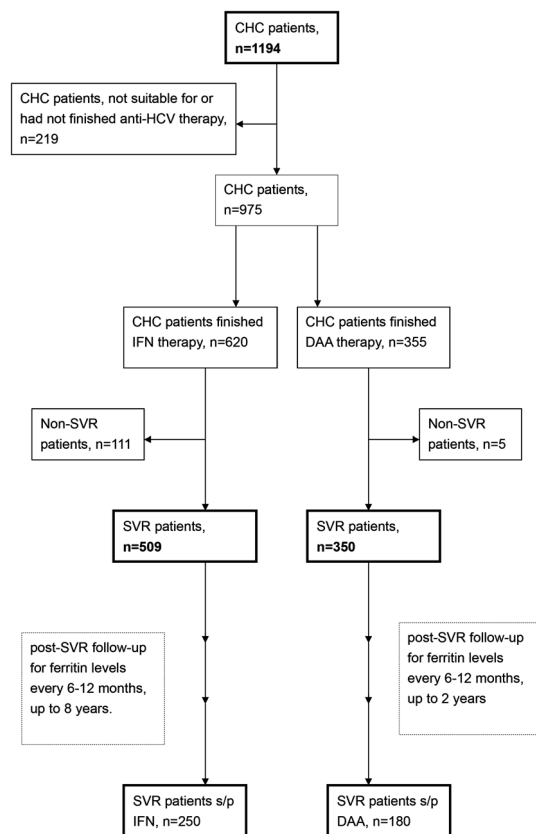 CHC patients,
n=1194
CHC patients, not suitable for or
had not finished anti-HCV therapy,
n=219
CHC patients,
n=975
CHC patients finished
IFN therapy, n=620
CHC patients finished
DAA therapy, n=355
Non-SVR
patients, n=111
Non-SVR
patients, n=5
SVR patients,
n=509
SVR patients,
n=350
post-SVR follow-up
for ferritin levels
every 6-12 months,
up to 8 years.
post-SVR follow-up
for ferritin levels
every 6-12 months,
up to 2 years
SVR patients s/p
IFN, n=250
SVR patients s/p
DAA, n=180